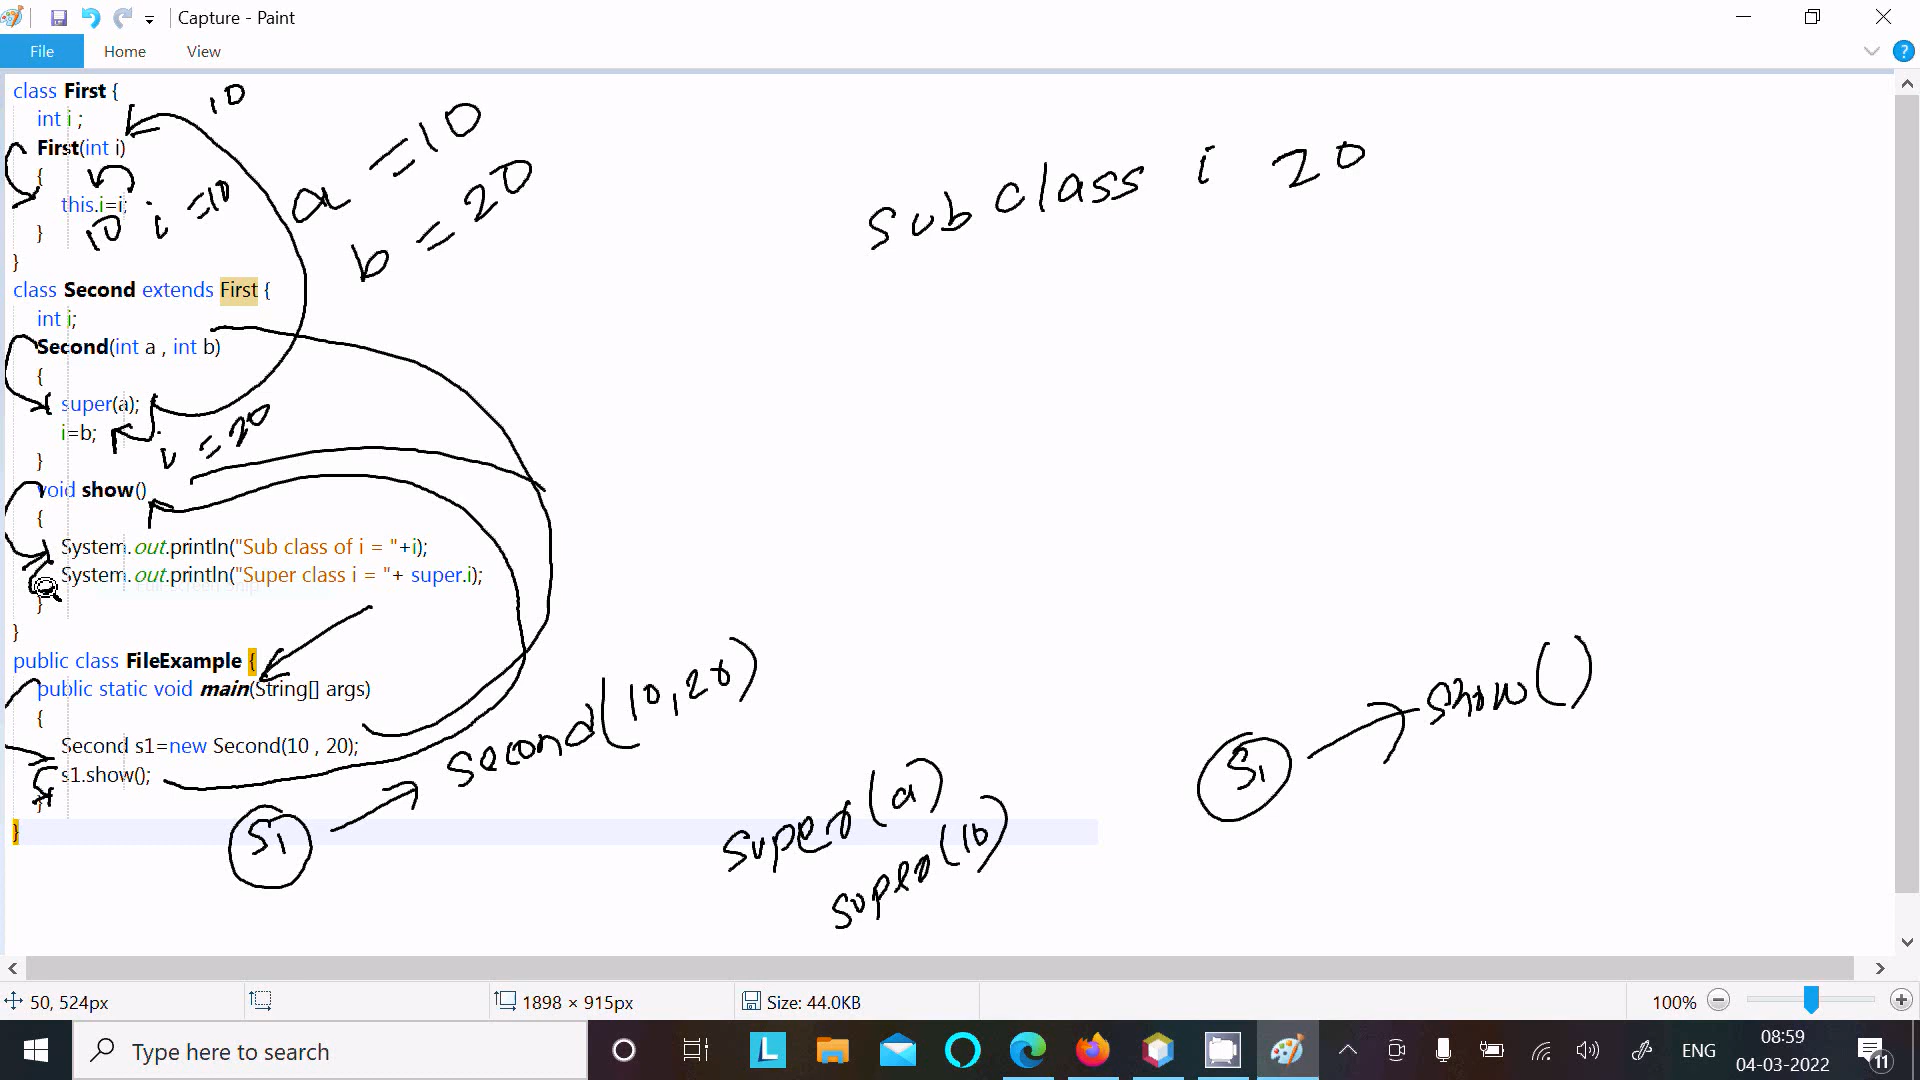 Capture - Paint
File Home View
class First {
int i ;
First(int i)
{
this.i=i;
}
}
class Second extends First {
int i;
Second(int a , int b)
{
super(a);
i=b;
}
void show()
{
System.out.println("Sub class of i = "+i);
System.out.println("Super class i = "+ super.i);
}
}
public class FileExample {
public static void main(String[] args)
{
Second s1=new Second(10 , 20);
s1.show();
}
}
10
10
i =10
a =10
b =20
i =20
sub class i 20
S1
second(10,20)
super(a)
super(10)
S1
show()
50, 524px
1898 × 915px
Size: 44.0KB
100%
Type here to search
L
ENG
08:59
04-03-2022
11